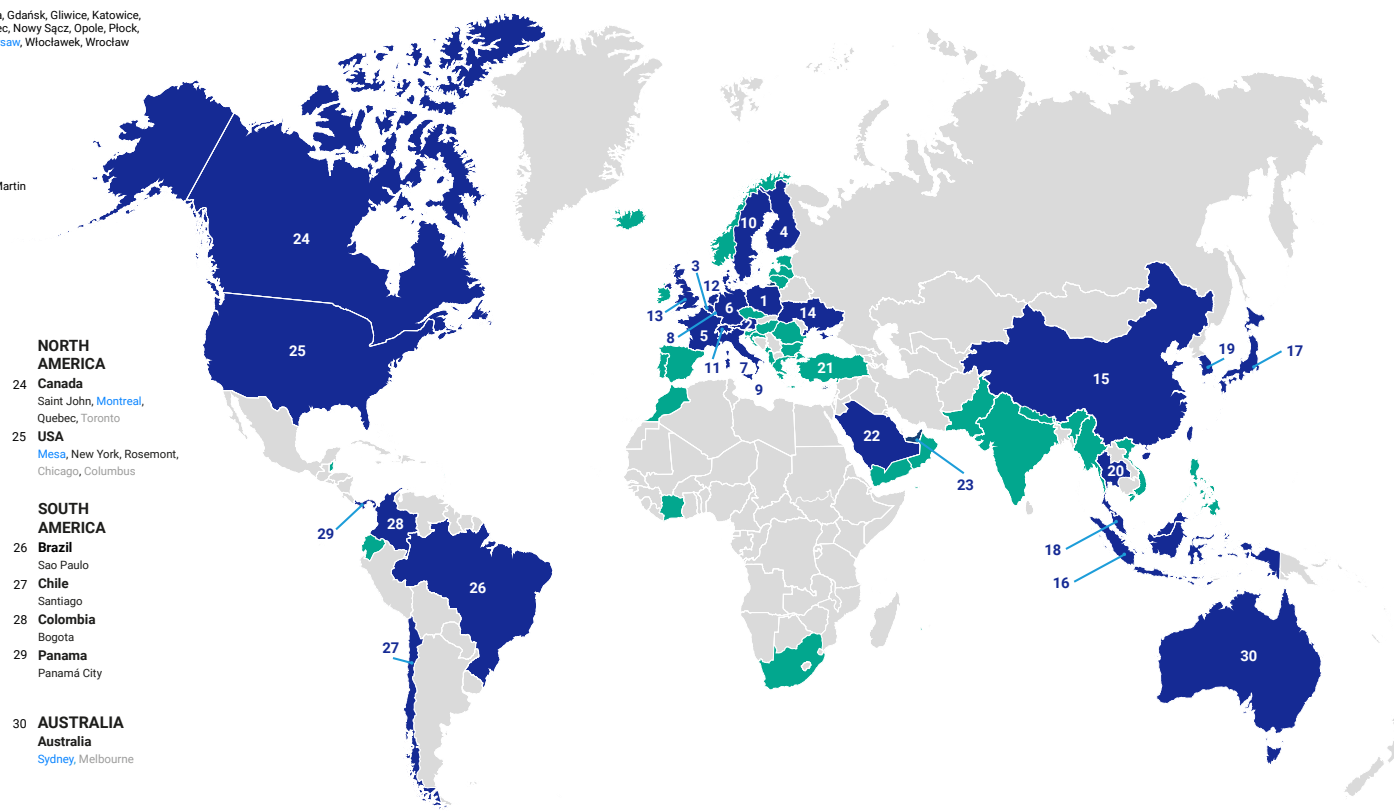 , Gdańsk, Gliwice, Katowice,
Nowy Sącz, Opole, Płock,
Włocławek, Wrocław
Martin
NORTH
AMERICA
24 Canada
Saint John, Montreal,
Quebec, Toronto
25 USA
Mesa, New York, Rosemont,
Chicago, Columbus
SOUTH
AMERICA
26 Brazil
Sao Paulo
27 Chile
Santiago
28 Colombia
Bogota
29 Panama
Panamá City
30 AUSTRALIA
Australia
Sydney, Melbourne
24
25
10
4
3
12
1
6
14
13
2
5
8
11
7
9
21
19
17
15
22
20
23
28
29
18
16
26
27
30